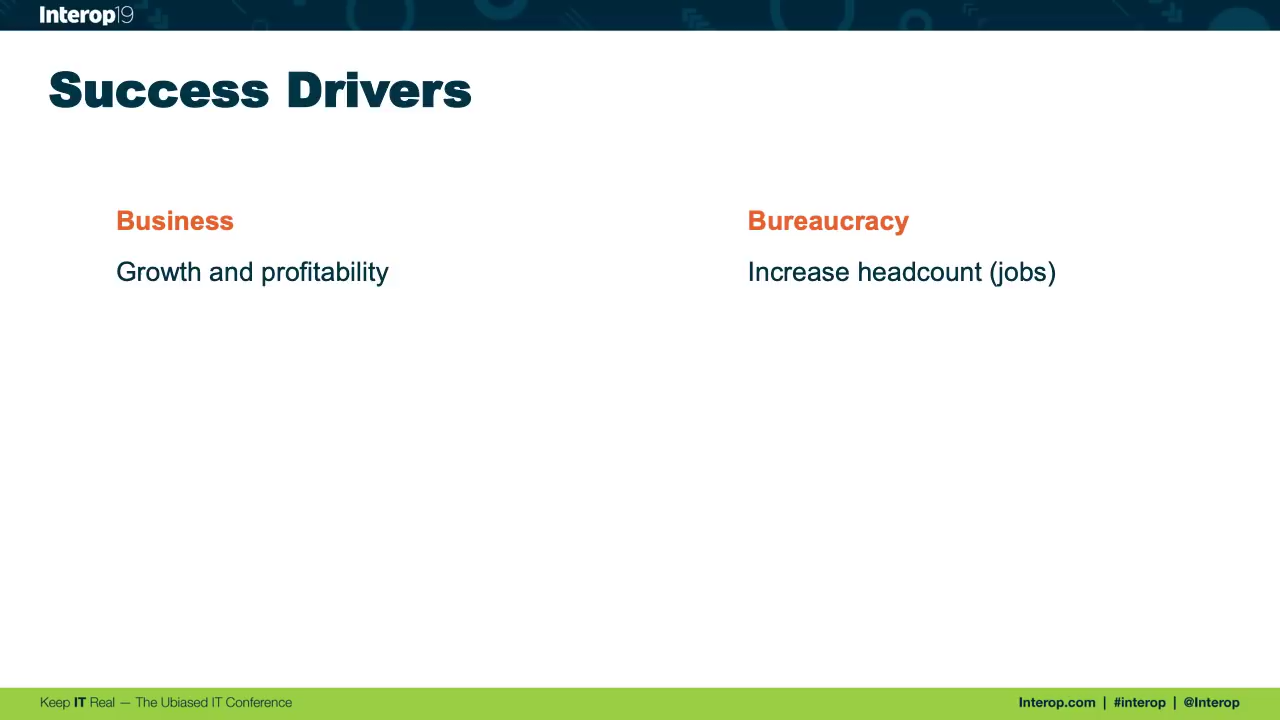 Interop19
Success Drivers
Business
Growth and profitability
Bureaucracy
Increase headcount (jobs)
Keep IT Real — The Ubiased IT Conference
Interop.com | #interop | @Interop